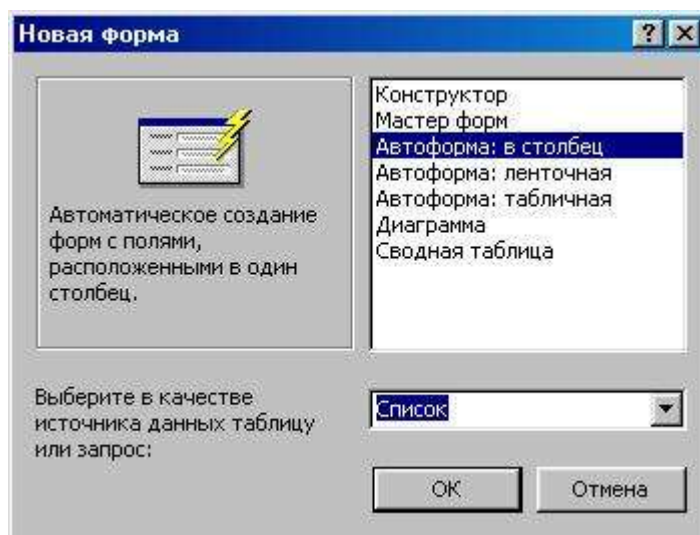 Новая форма
Конструктор
Мастер форм
Автоформа: в столбец
Автоформа: ленточная
Автоформа: табличная
Диаграмма
Сводная таблица
Автоматическое создание
форм с полями,
расположенными в один
столбец.
Выберите в качестве
источника данных таблицу
или запрос:
Список
ОК
Отмена